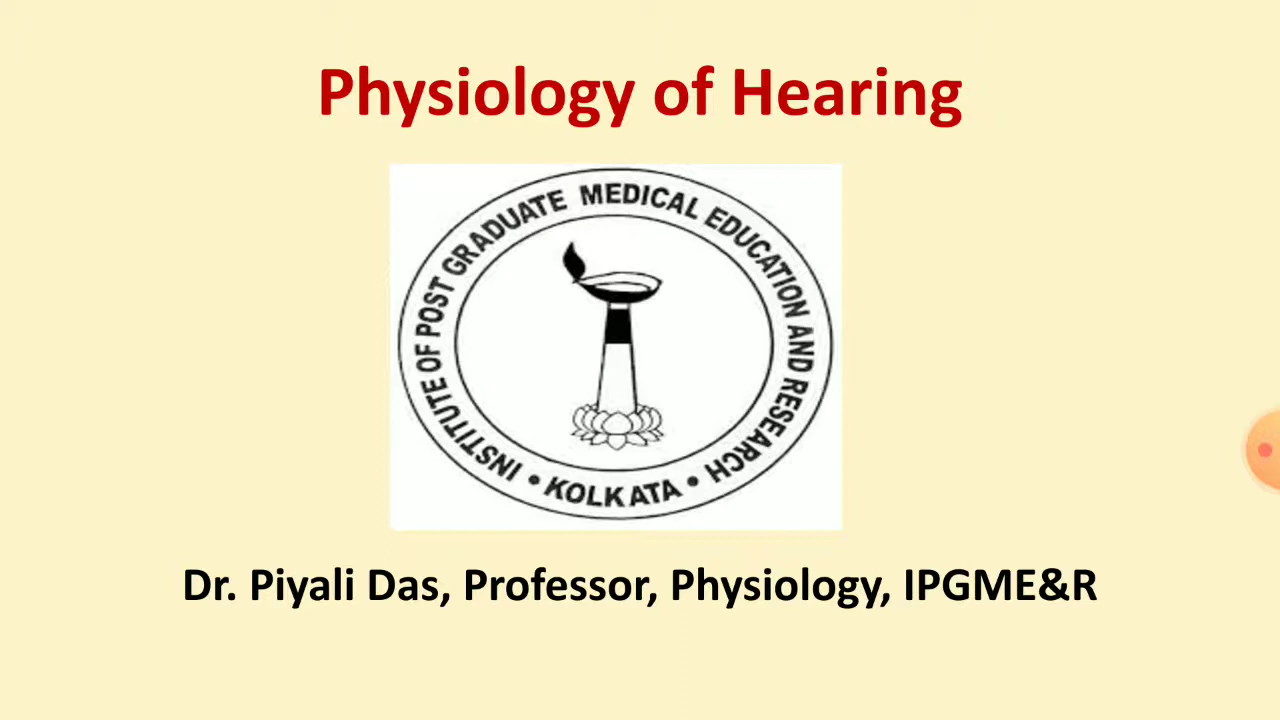 Physiology of Hearing
INSTITUTE OF POST GRADUATE MEDICAL EDUCATION AND RESEARCH
• KOLKATA •
Dr. Piyali Das, Professor, Physiology, IPGME&R